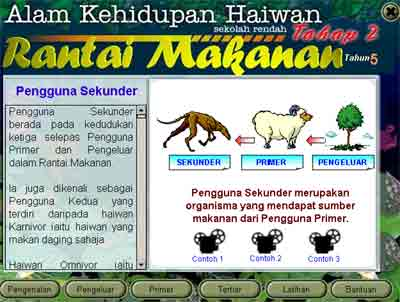 Alam Kehidupan Haiwan
sekolah rendah Tahap 2
Rantai Makanan Tahun 5
Pengguna Sekunder
Pengguna Sekunder
berada pada kedudukan
ketiga selepas Pengguna
Primer dan Pengeluar
dalam Rantai Makanan
Ia juga dikenali sebagai
Pengguna Kedua yang
terdiri daripada haiwan
Karnivor iaitu haiwan yang
makan daging sahaja
Haiwan Omnivor iaitu
SEKUNDER PRIMER PENGELUAR
Pengguna Sekunder merupakan
organisma yang mendapat sumber
makanan dari Pengguna Primer.
Contoh 1 Contoh 2 Contoh 3
Pengenalan Pengeluar Primer Tertier Latihan Bantuan